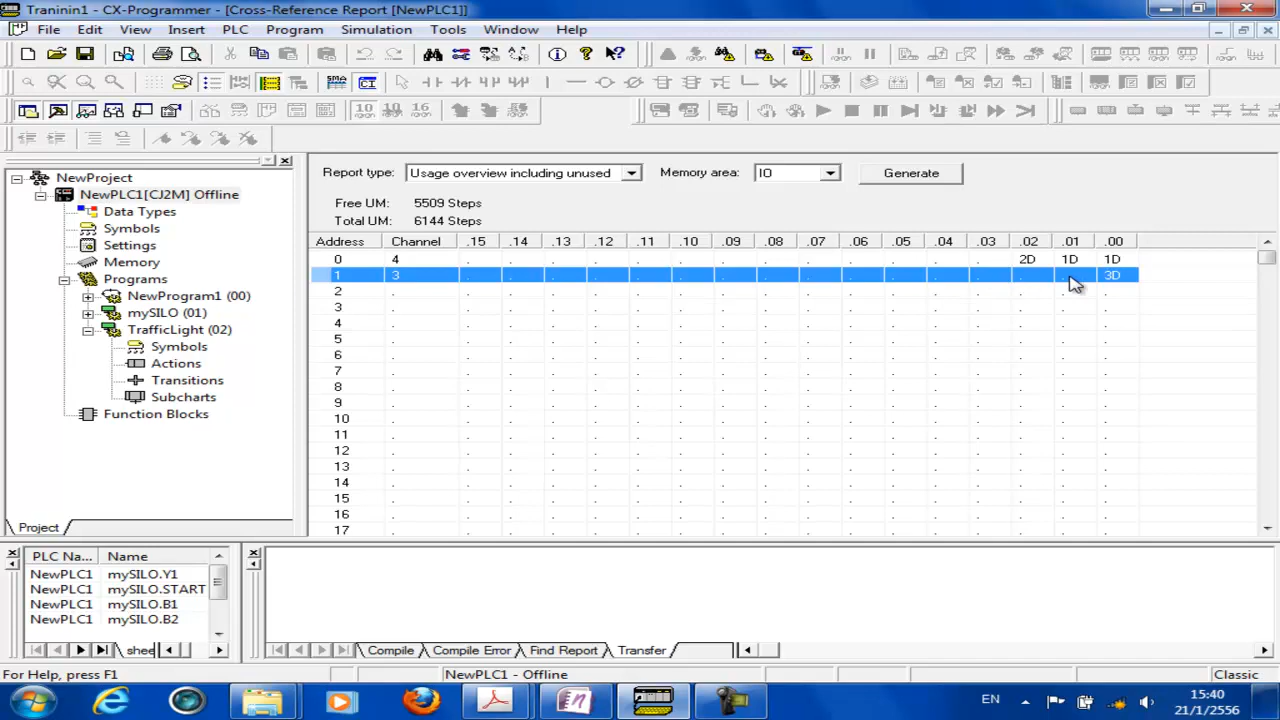 Traninin1 - CX-Programmer - [Cross-Reference Report [NewPLC1]]
File Edit View Insert PLC Program Simulation Tools Window Help
SMA CI
10 10 16
NewProject
NewPLC1[CJ2M] Offline
Data Types
Symbols
Settings
Memory
Programs
NewProgram1 (00)
mySILO (01)
TrafficLight (02)
Symbols
Actions
Transitions
Subcharts
Function Blocks
Project
Report type: Usage overview including unused Memory area: IO Generate
Free UM: 5509 Steps
Total UM: 6144 Steps
Address Channel .15 .14 .13 .12 .11 .10 .09 .08 .07 .06 .05 .04 .03 .02 .01 .00
0 4 . . . . . . . . . . . . . 2D 1D 1D
1 3 . . . . . . . . . . . . . . . 3D
2 . . . . . . . . . . . . . . . . .
3 . . . . . . . . . . . . . . . . .
4 . . . . . . . . . . . . . . . . .
5 . . . . . . . . . . . . . . . . .
6 . . . . . . . . . . . . . . . . .
7 . . . . . . . . . . . . . . . . .
8 . . . . . . . . . . . . . . . . .
9 . . . . . . . . . . . . . . . . .
10 . . . . . . . . . . . . . . . . .
11 . . . . . . . . . . . . . . . . .
12 . . . . . . . . . . . . . . . . .
13 . . . . . . . . . . . . . . . . .
14 . . . . . . . . . . . . . . . . .
15 . . . . . . . . . . . . . . . . .
16 . . . . . . . . . . . . . . . . .
17
PLC Na... Name
NewPLC1 mySILO.Y1
NewPLC1 mySILO.START
NewPLC1 mySILO.B1
NewPLC1 mySILO.B2
shee
Compile Compile Error Find Report Transfer
For Help, press F1 NewPLC1 - Offline Classic
EN 15:40
21/1/2556